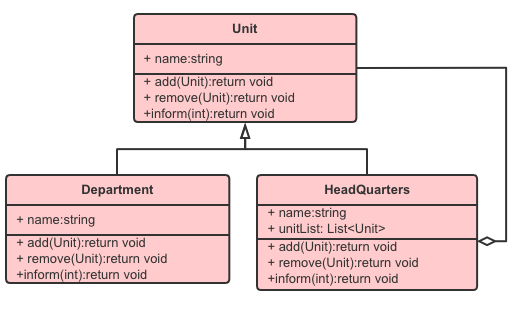 Unit
+ name:string
+ add(Unit):return void
+ remove(Unit):return void
+inform(int):return void
Department
+ name:string
+ add(Unit):return void
+ remove(Unit):return void
+inform(int):return void
HeadQuarters
+ name:string
+ unitList: List<Unit>
+ add(Unit):return void
+ remove(Unit):return void
+inform(int):return void